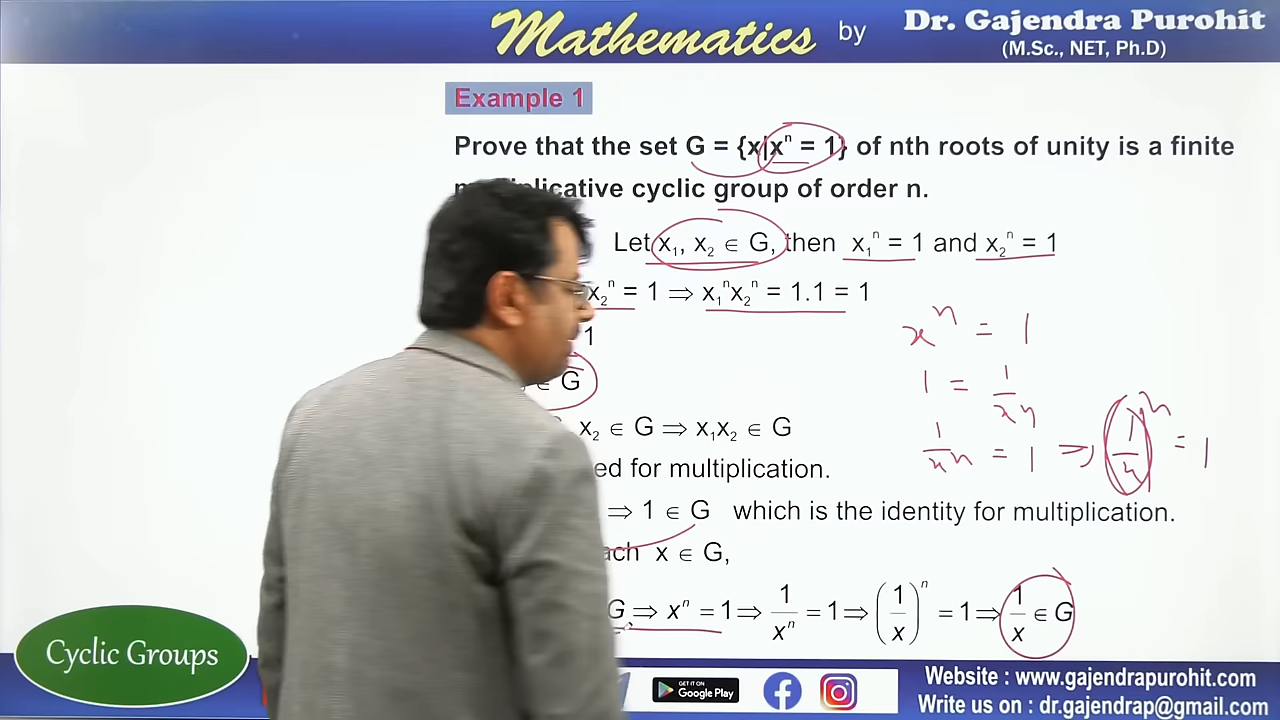 Mathematics by Dr. Gajendra Purohit
(M.Sc., NET, Ph.D)
Example 1
Prove that the set G = {x|xⁿ = 1} of nth roots of unity is a finite
cyclic group of order n.
Let x₁, x₂ ∈ G, then x₁ⁿ = 1 and x₂ⁿ = 1
x₂ⁿ = 1 ⇒ x₁ⁿx₂ⁿ = 1.1 = 1
1
∈ G
x₂ ∈ G ⇒ x₁x₂ ∈ G
for multiplication.
⇒ 1 ∈ G which is the identity for multiplication.
x ∈ G,
G ⇒ xⁿ = 1 ⇒ 1/xⁿ = 1 ⇒ (1/x)ⁿ = 1 ⇒ 1/x ∈ G
xⁿ = 1
1 = 1/xⁿ
1/xⁿ = 1 ⇒ (1/x)ⁿ = 1
Cyclic Groups
GET IT ON
Google Play
Website : www.gajendrapurohit.com
Write us on : dr.gajendrap@gmail.com